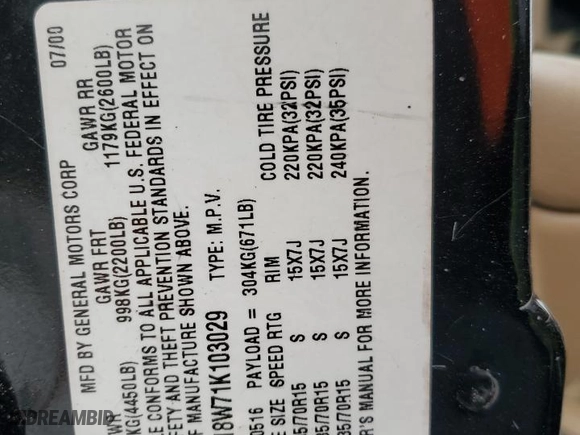 MFD BY GENERAL MOTORS CORP 07/00
GAWR FRT GAWR RR
KG(4450LB) 998KG(2200LB) 1179KG(2600LB)
LE CONFORMS TO ALL APPLICABLE U.S. FEDERAL MOTOR
FETY AND THEFT PREVENTION STANDARDS IN EFFECT ON
F MANUFACTURE SHOWN ABOVE.
18W71K103029 TYPE: M.P.V.
0516 PAYLOAD = 304KG(671LB)
E SIZE SPEED RTG RIM COLD TIRE PRESSURE
5/70R15 S 15X7J 220KPA(32PSI)
5/70R15 S 15X7J 220KPA(32PSI)
35/70R15 S 15X7J 240KPA(35PSI)
R'S MANUAL FOR MORE INFORMATION.
DREAMBID